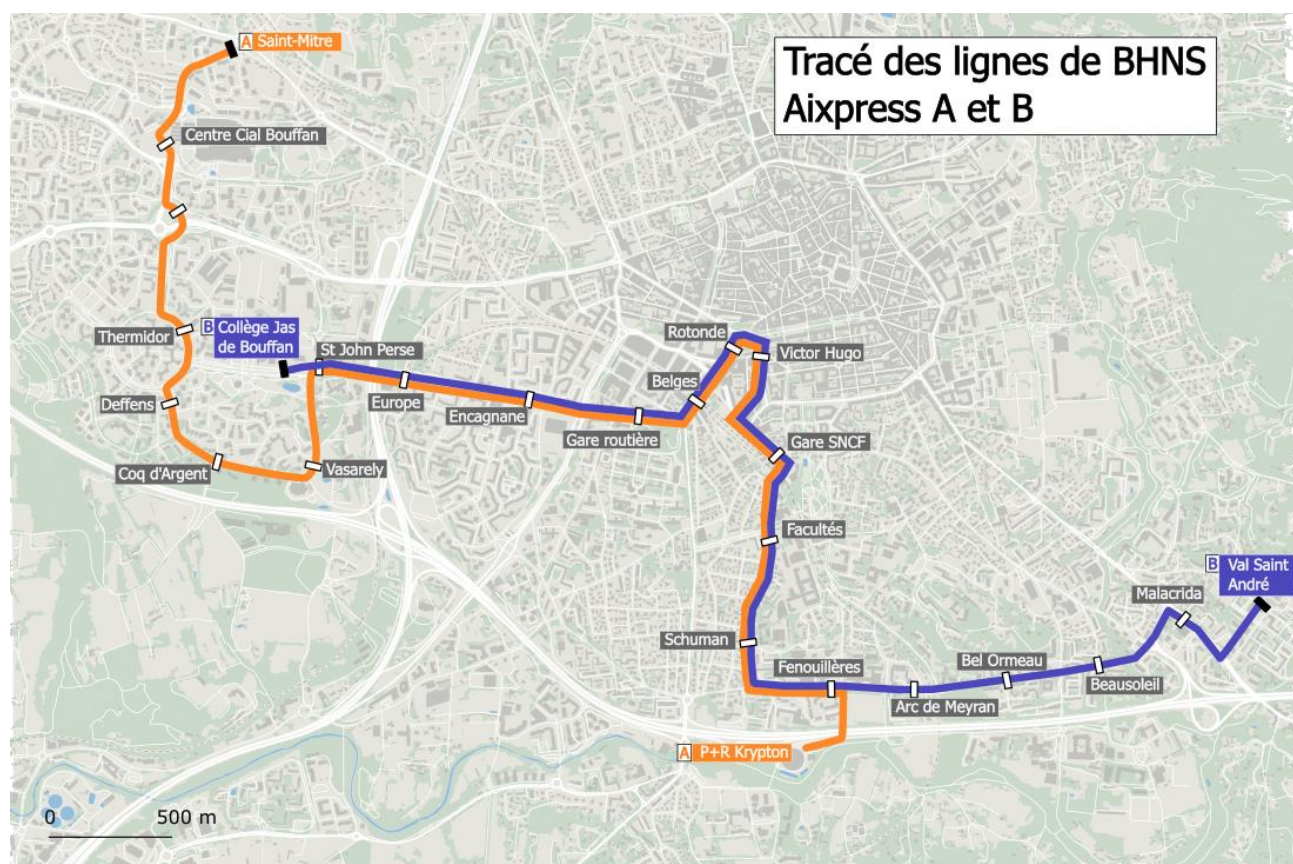 Tracé des lignes de BHNS
Aixpress A et B
A Saint-Mitre
Centre Cial Bouffan
Thermidor
B Collège Jas
de Bouffan
St John Perse
Deffens
Europe
Encagnane
Coq d'Argent
Vasarely
Gare routière
Belges
Rotonde
Victor Hugo
Gare SNCF
Facultés
Schuman
Fenouillères
Arc de Meyran
Bel Ormeau
Beausoleil
Malacrida
B Val Saint
André
A P+R Krypton
0 500 m